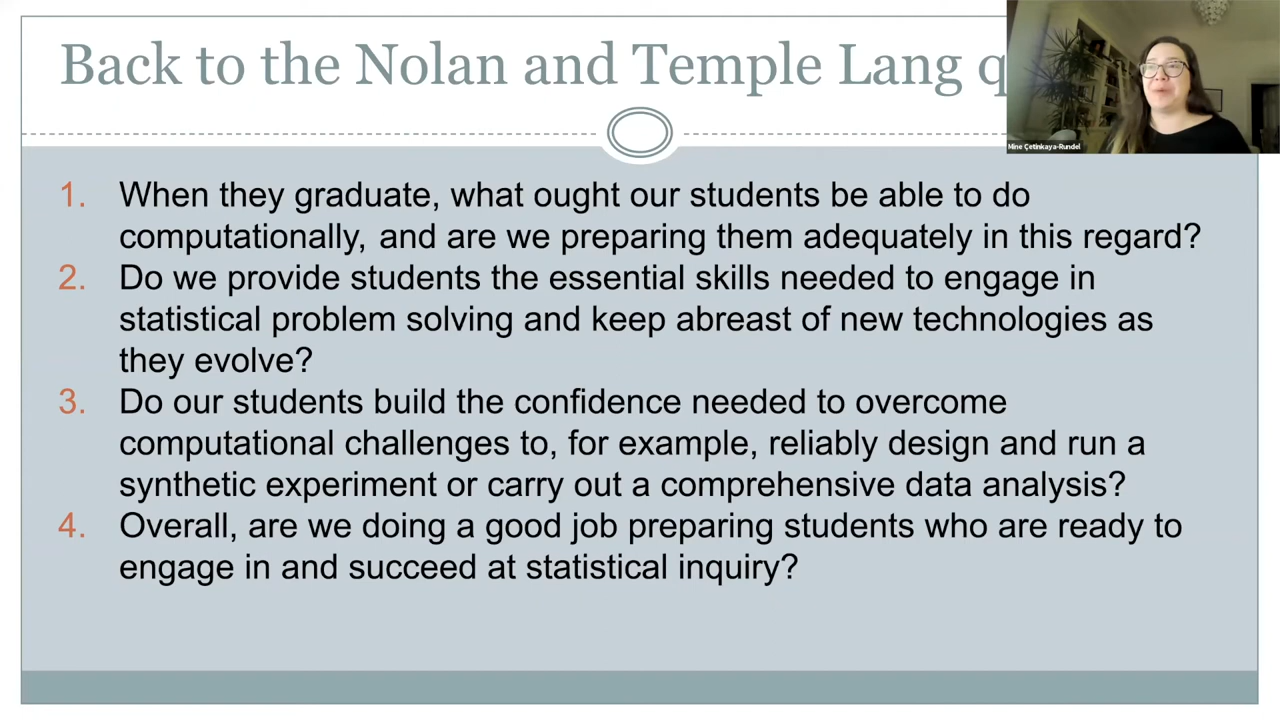 Back to the Nolan and Temple Lang q
Mine Çetinkaya-Rundel
1. When they graduate, what ought our students be able to do
computationally, and are we preparing them adequately in this regard?
2. Do we provide students the essential skills needed to engage in
statistical problem solving and keep abreast of new technologies as
they evolve?
3. Do our students build the confidence needed to overcome
computational challenges to, for example, reliably design and run a
synthetic experiment or carry out a comprehensive data analysis?
4. Overall, are we doing a good job preparing students who are ready to
engage in and succeed at statistical inquiry?